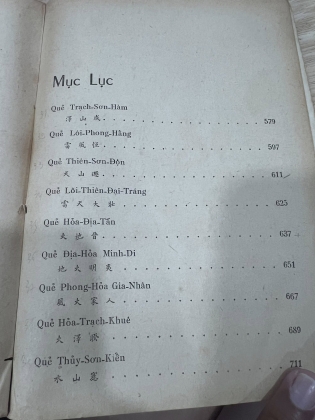 Mục Lục
Quẻ Trạch-Sơn-Hàm
澤山咸 . . . . . . . . . . . . . . . . 579
Quẻ Lôi-Phong-Hằng
雷風恒 . . . . . . . . . . . . . . . . 597
Quẻ Thiên-Sơn-Độn
天山遯 . . . . . . . . . . . . . . . . 611
Quẻ Lôi-Thiên-Đại-Tráng
雷天大壯 . . . . . . . . . . . . . . . 625
Quẻ Hỏa-Địa-Tấn
火地晋 . . . . . . . . . . . . . . . . 637
Quẻ Địa-Hỏa Minh-Di
地火明夷 . . . . . . . . . . . . . . . 651
Quẻ Phong-Hỏa Gia-Nhân
風火家人 . . . . . . . . . . . . . . . 667
Quẻ Hỏa-Trạch-Khuê
火澤睽 . . . . . . . . . . . . . . . . 689
Quẻ Thủy-Sơn-Kiển
水山蹇 . . . . . . . . . . . . . . . . 711